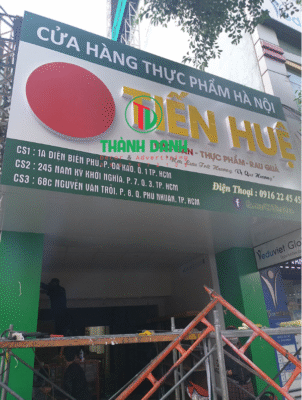 CỬA HÀNG THỰC PHẨM HÀ NỘI
TIẾN HUỆ
THÀNH DANH
- THỰC PHẨM - RAU QUẢ
CS1 : 1A ĐIỆN BIÊN PHỦ, P. ĐA KAO, Q. 1 TP. HCM
CS2 : 245 NAM KỲ KHỞI NGHĨA, P. 7, Q. 3, TP. HCM
CS3 : 68C NGUYỄN VĂN TRỖI, P. 8, Q. PHÚ NHUẬN, TP. HCM
Điện Thoại : 0916 22 45 45